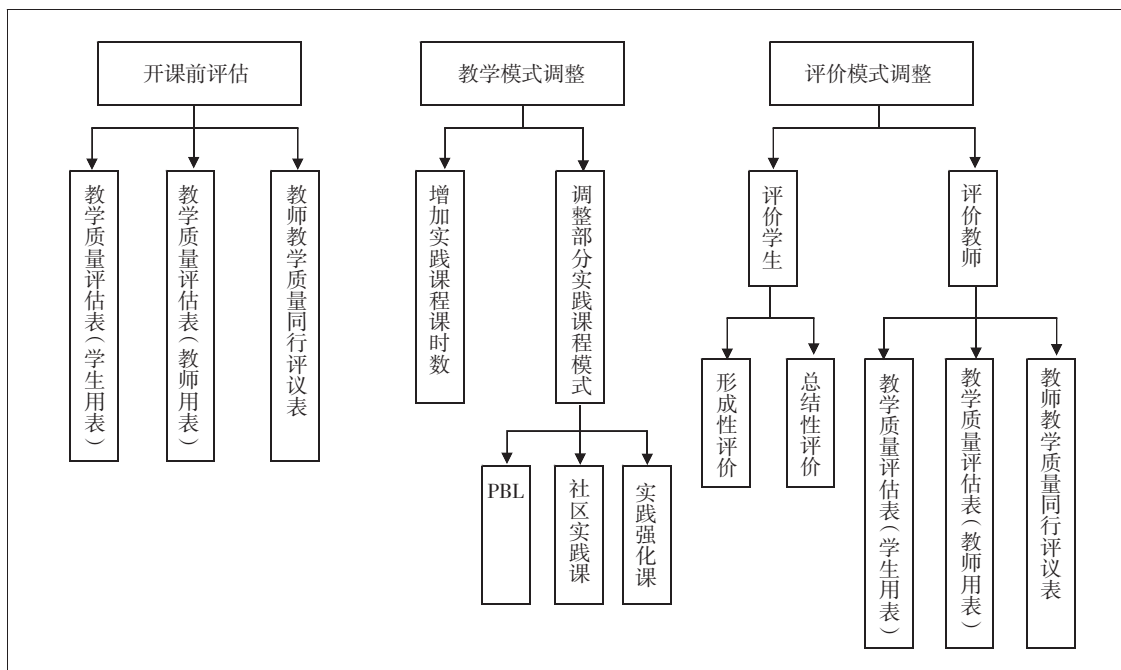 开课前评估
教学质量评估表(学生用表)
教学质量评估表(教师用表)
教师教学质量同行评议表
教学模式调整
增加实践课程课时数
调整部分实践课程模式
PBL
社区实践课
实践强化课
评价模式调整
评价学生
形成性评价
总结性评价
评价教师
教学质量评估表(学生用表)
教学质量评估表(教师用表)
教师教学质量同行评议表